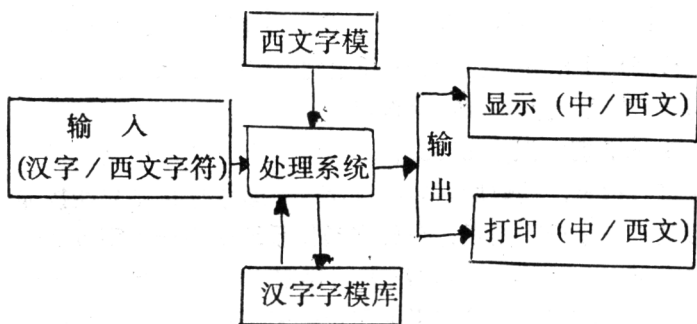 西文字模
输 入
(汉字/西文字符)
处理系统
输出
显示(中/西文)
打印(中/西文)
汉字字模库